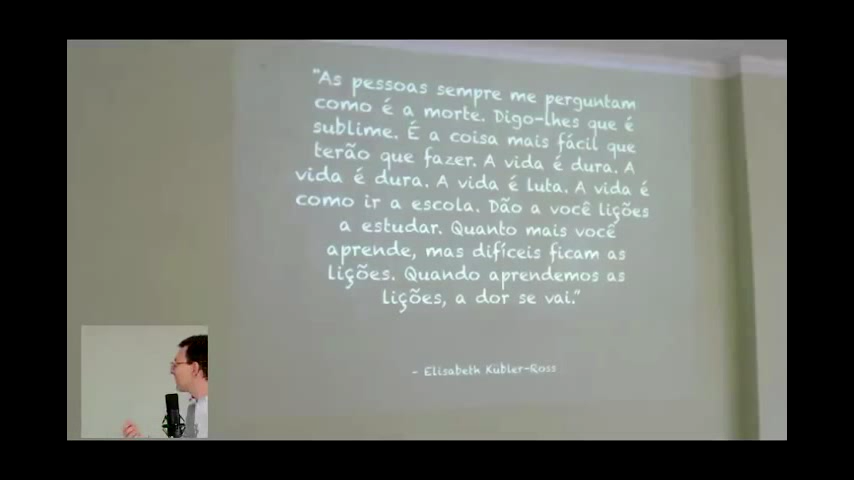 "As pessoas sempre me perguntam
como é a morte. Digo-lhes que é
sublime. É a coisa mais fácil que
terão que fazer. A vida é dura. A
vida é dura. A vida é luta. A vida é
como ir a escola. Dão a você lições
a estudar. Quanto mais você
aprende, mas difíceis ficam as
lições. Quando aprendemos as
lições, a dor se vai."
- Elisabeth Kübler-Ross